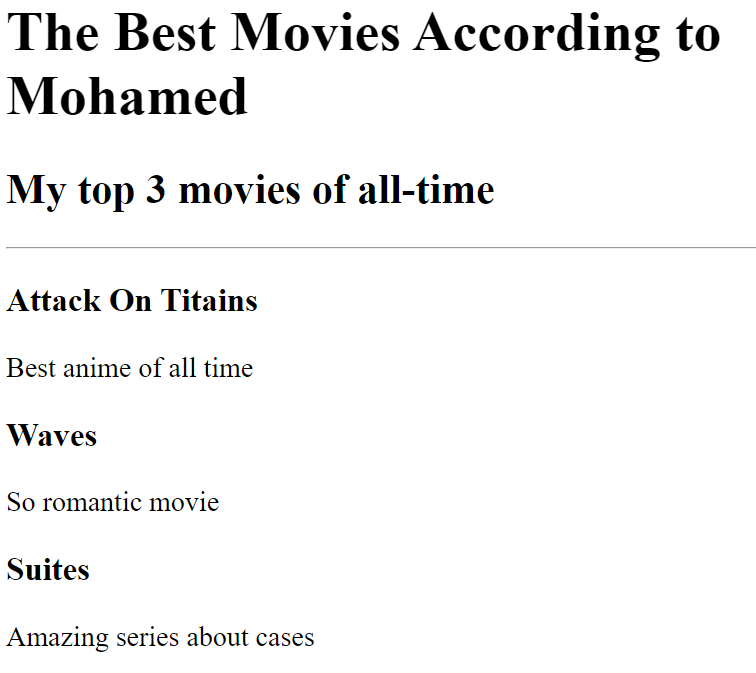 The Best Movies According to
Mohamed
My top 3 movies of all-time
Attack On Titains
Best anime of all time
Waves
So romantic movie
Suites
Amazing series about cases